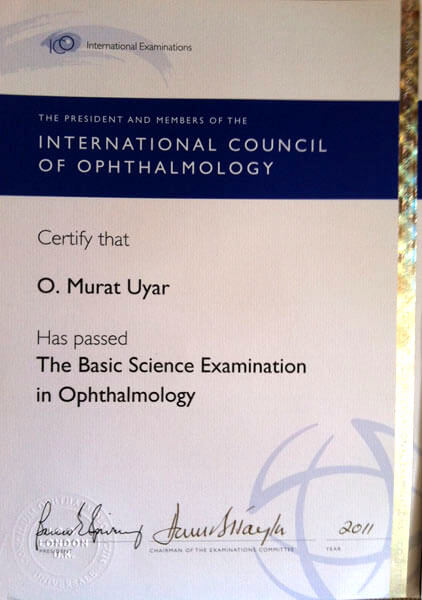 ICO International Examinations
THE PRESIDENT AND MEMBERS OF THE
INTERNATIONAL COUNCIL
OF OPHTHALMOLOGY
Certify that
O. Murat Uyar
Has passed
The Basic Science Examination
in Ophthalmology
2011
PRESIDENT
CHAIRMAN OF THE EXAMINATIONS COMMITTEE
YEAR
LONDON
U.K.